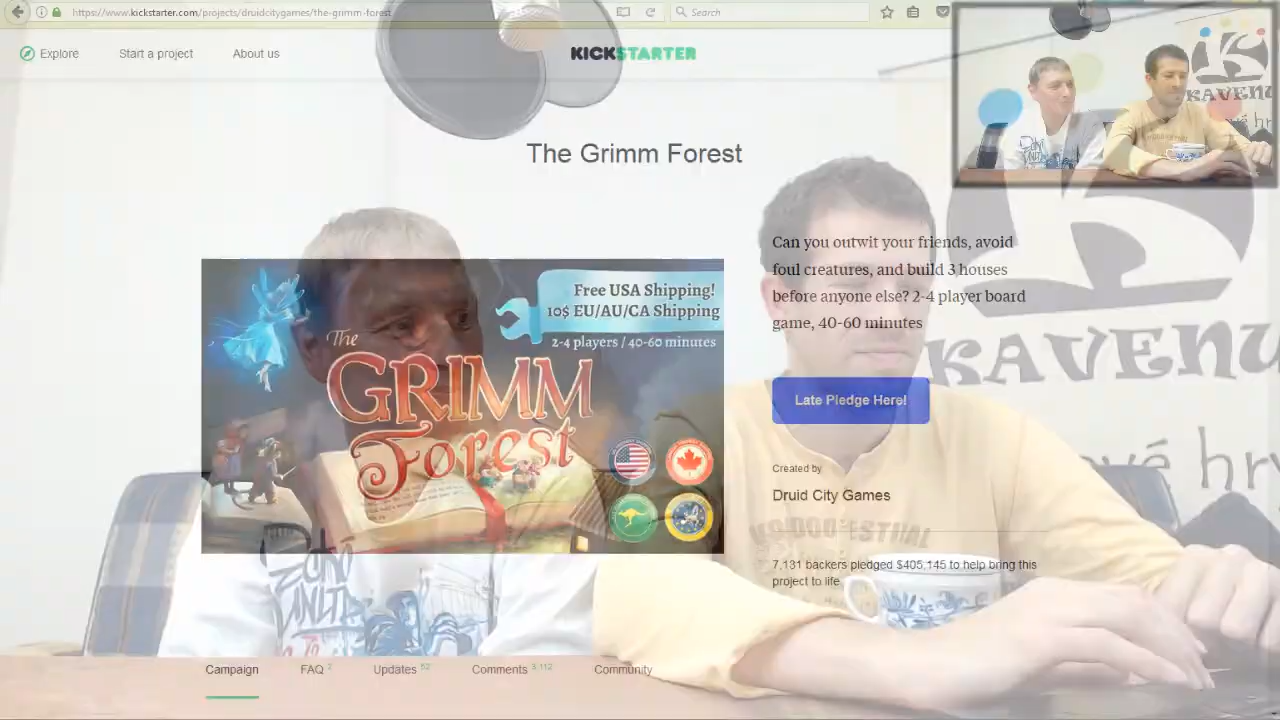 https://www.kickstarter.com/projects/druidcitygames/the-grimm-forest
Search
Explore
Start a project
About us
KICKSTARTER
KAVENU
The Grimm Forest
Can you outwit your friends, avoid
foul creatures, and build 3 houses
before anyone else? 2-4 player board
game, 40-60 minutes
Free USA Shipping!
10$ EU/AU/CA Shipping
2-4 players / 40-60 minutes
The
GRIMM
Forest
KAVENU
Late Pledge Here!
Created by
Druid City Games
7,131 backers pledged $405,145 to help bring this
project to life
Campaign
FAQ 2
Updates 52
Comments
Community